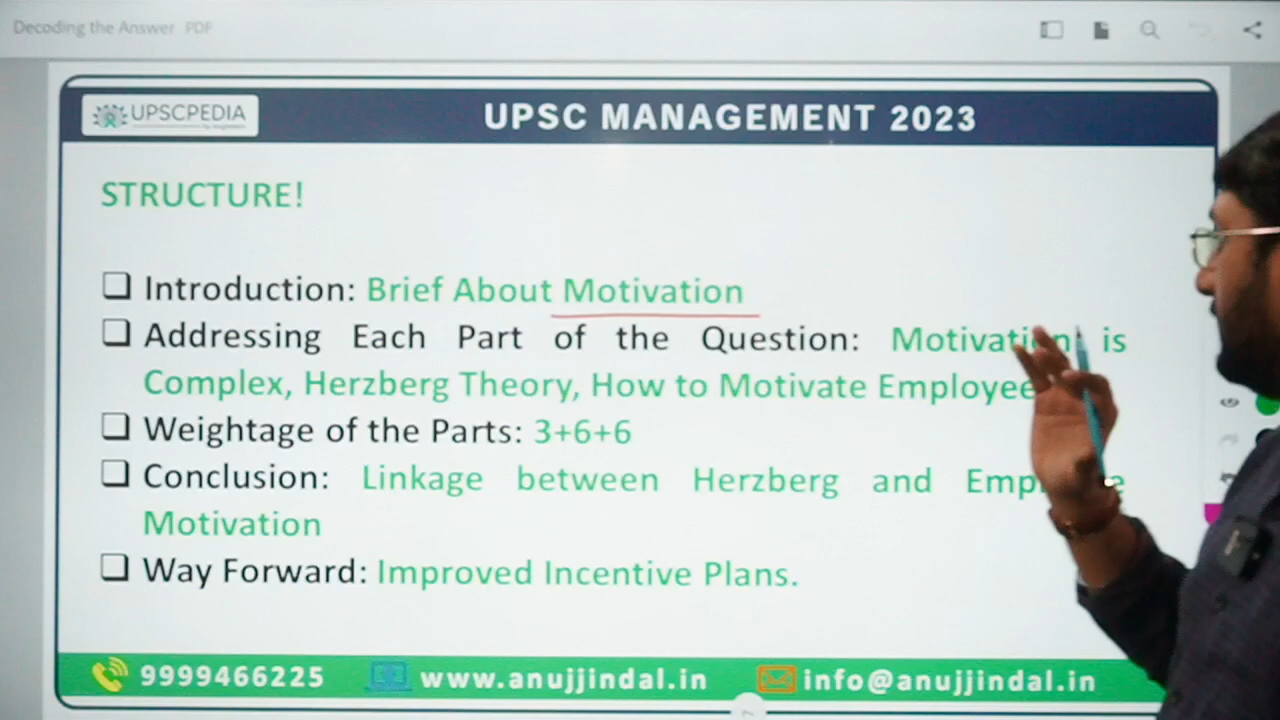 Decoding the Answer PDF
UPSCPEDIA
UPSC MANAGEMENT 2023
STRUCTURE!
❑ Introduction: Brief About Motivation
❑ Addressing Each Part of the Question: Motivation is
Complex, Herzberg Theory, How to Motivate Employee
❑ Weightage of the Parts: 3+6+6
❑ Conclusion: Linkage between Herzberg and
Motivation
❑ Way Forward: Improved Incentive Plans.
9999466225 www.anujjindal.in info@anujjindal.in